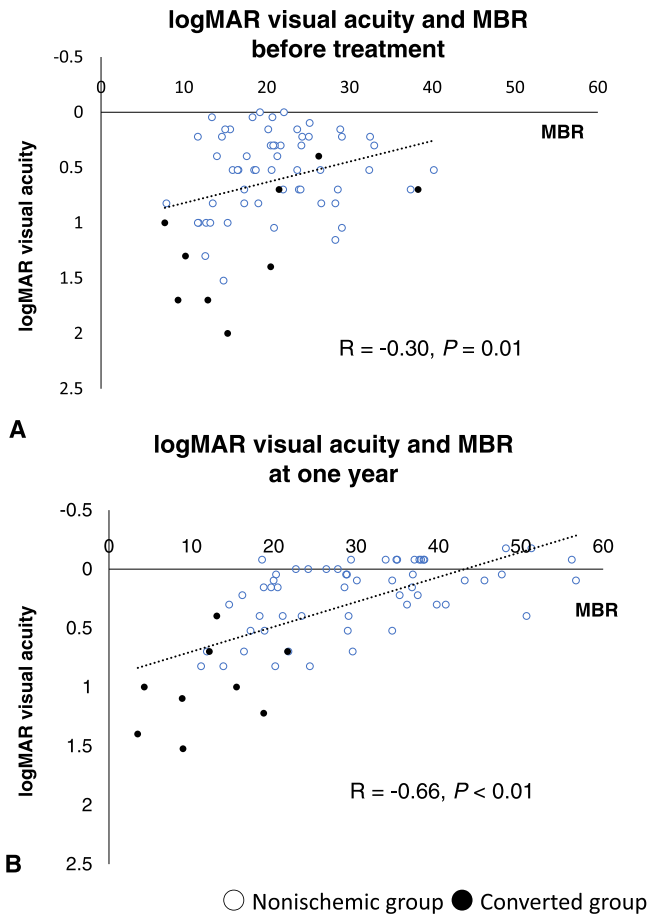 logMAR visual acuity and MBR
before treatment
-0.5
0 10 20 30 40 50 60
0
MBR
0.5
1
1.5
2
2.5
logMAR visual acuity
R = -0.30, P = 0.01
A
logMAR visual acuity and MBR
at one year
-0.5
0 10 20 30 40 50 60
0
MBR
0.5
1
1.5
2
2.5
logMAR visual acuity
R = -0.66, P < 0.01
B
Nonischemic group Converted group